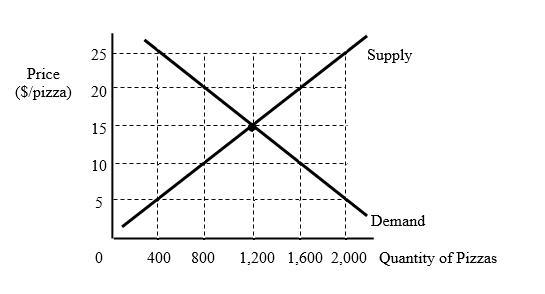 25
Supply
Price
($/pizza)
20
15
10
5
Demand
0 400 800 1,200 1,600 2,000 Quantity of Pizzas